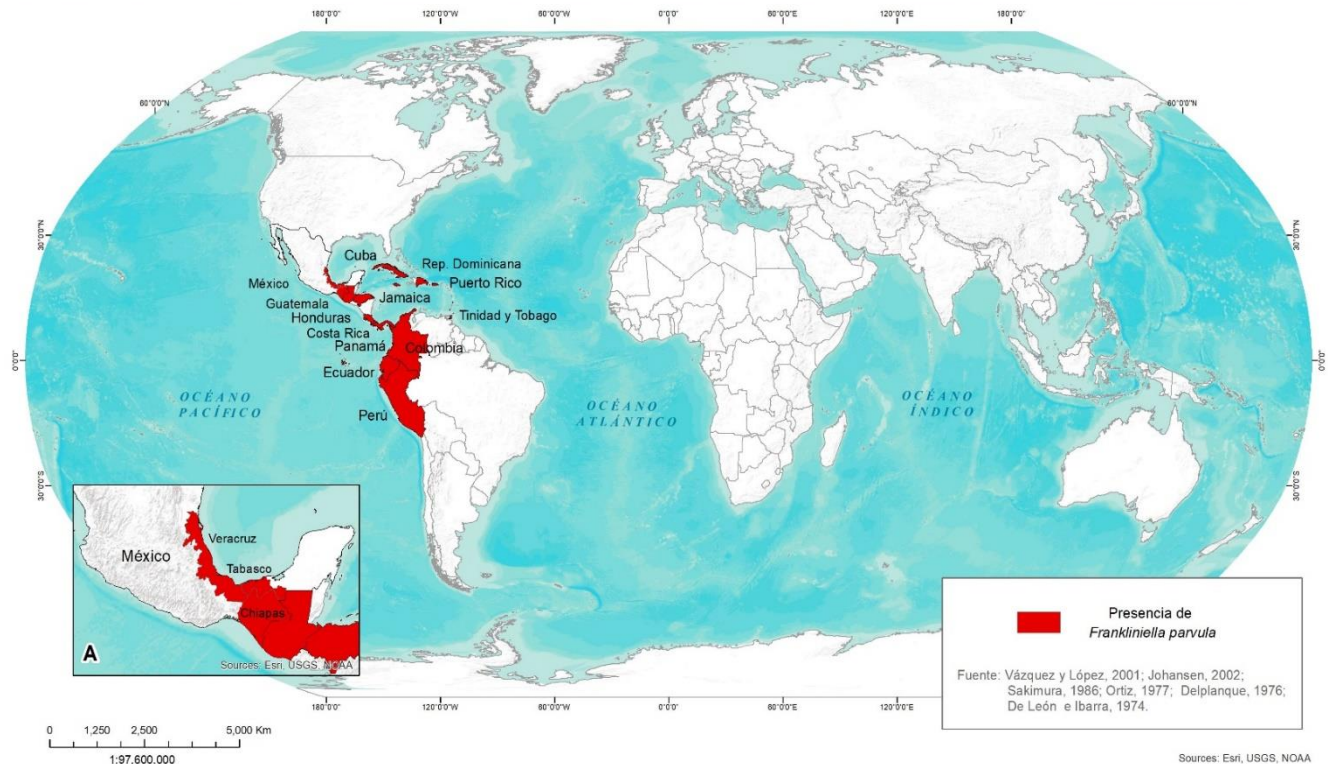 180°0'0" 120°0'0"W 60°0'0"W 0°0'0" 60°0'0"E 120°0'0"E 180°0'0"
60°0'0"N 60°0'0"N
30°0'0"N 30°0'0"N
Cuba
Rep. Dominicana
México
Puerto Rico
Guatemala
Jamaica
Honduras
Trinidad y Tobago
Costa Rica
Panamá
Colombia
0°0'0" 0°0'0"
Ecuador
Perú
OCÉANO
PACÍFICO
OCÉANO
ATLÁNTICO
OCÉANO
ÍNDICO
30°0'0"S 30°0'0"S
México
Veracruz
Tabasco
Chiapas
A
Sources: Esri, USGS, NOAA
Presencia de
Frankliniella parvula
Fuente: Vázquez y López, 2001; Johansen, 2002;
Sakimura, 1986; Ortiz, 1977; Delplanque, 1976;
De León e Ibarra, 1974.
180°0'0" 120°0'0"W 60°0'0"W 0°0'0" 60°0'0"E 120°0'0"E
0 1,250 2,500 5,000 Km
1:97,600,000
Sources: Esri, USGS, NOAA